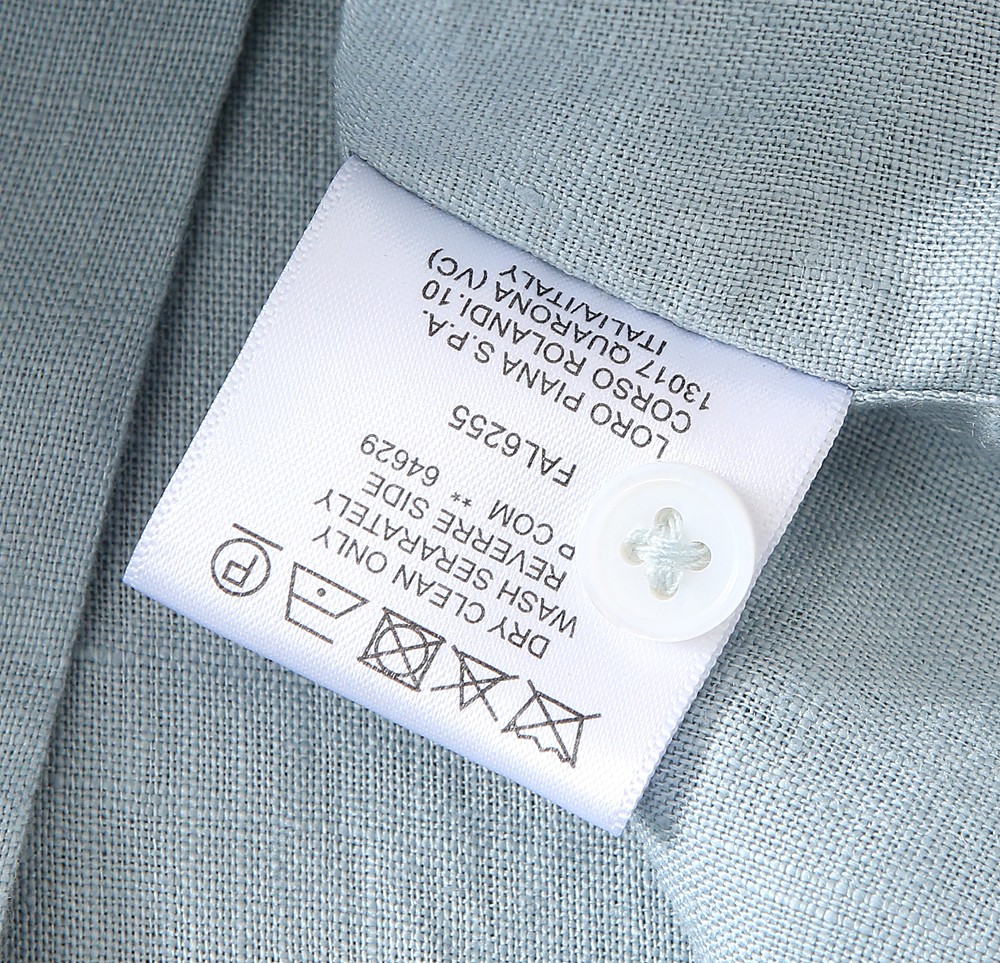 DRY CLEAN ONLY
WASH SERARATELY
REVERRE SIDE
P COM ** 64629
FAL6255
LORO PIANA S.P.A.
CORSO ROLANDI.10
13017 QUARONA (VC)
ITALIA/ITALY